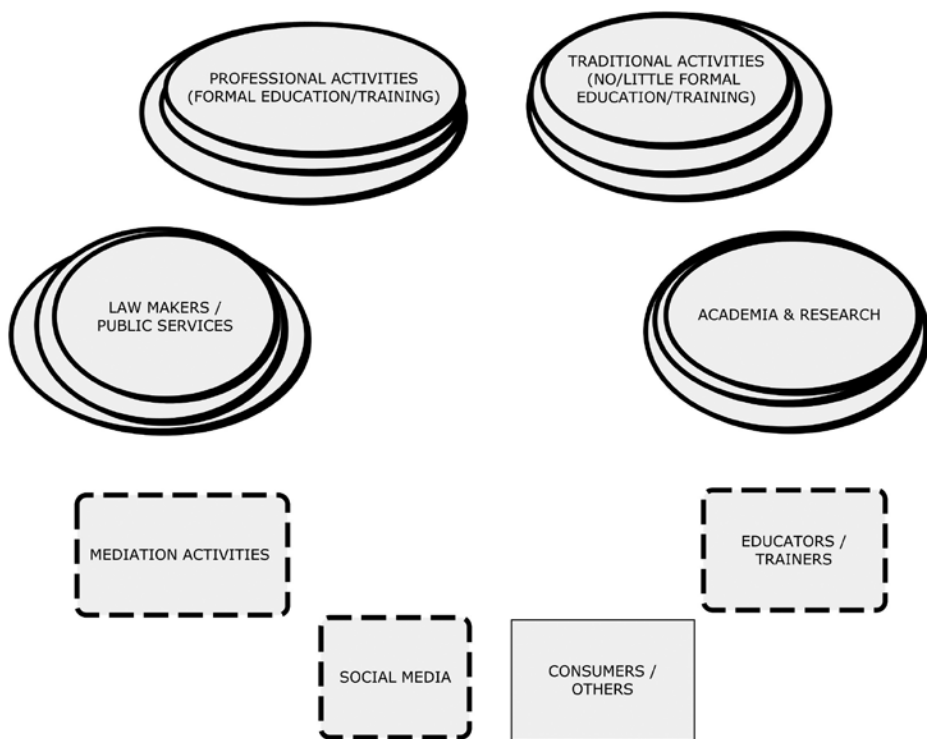 PROFESSIONAL ACTIVITIES
(FORMAL EDUCATION/TRAINING)
TRADITIONAL ACTIVITIES
(NO/LITTLE FORMAL
EDUCATION/TRAINING)
LAW MAKERS /
PUBLIC SERVICES
ACADEMIA & RESEARCH
MEDIATION ACTIVITIES
EDUCATORS /
TRAINERS
SOCIAL MEDIA
CONSUMERS /
OTHERS